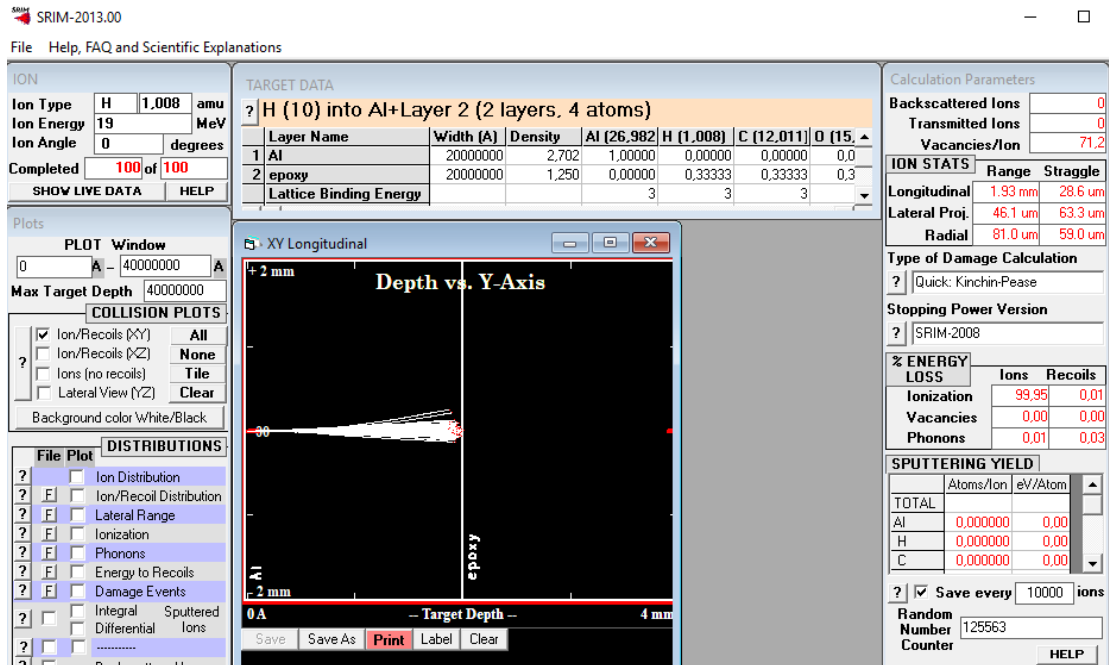 SRIM-2013.00
File Help, FAQ and Scientific Explanations
ION
Ion Type H 1,008 amu
Ion Energy 19 MeV
Ion Angle 0 degrees
Completed 100 of 100
SHOW LIVE DATA HELP
TARGET DATA
? H (10) into Al+Layer 2 (2 layers, 4 atoms)
Layer Name Width (A) Density Al (26,982 H (1,008) C (12,011) O (15,
1 Al 20000000 2,702 1,00000 0,00000 0,00000 0,0
2 epoxy 20000000 1,250 0,00000 0,33333 0,33333 0,3
Lattice Binding Energy 3 3 3
Calculation Parameters
Backscattered Ions 0
Transmitted Ions 0
Vacancies/Ion 71,2
ION STATS Range Straggle
Longitudinal 1.93 mm 28.6 um
Lateral Proj. 46.1 um 63.3 um
Radial 81.0 um 59.0 um
Type of Damage Calculation
? Quick: Kinchin-Pease
Stopping Power Version
? SRIM-2008
% ENERGY LOSS Ions Recoils
Ionization 99,95 0,01
Vacancies 0,00 0,00
Phonons 0,01 0,03
SPUTTERING YIELD
Atoms/Ion eV/Atom
TOTAL
Al 0,000000 0,00
H 0,000000 0,00
C 0,000000 0,00
? Save every 10000 ions
Random Number Counter 125563
HELP
Plots
PLOT Window
0 A - 40000000 A
Max Target Depth 40000000
COLLISION PLOTS
? Ion/Recoils (XY) All
Ion/Recoils (XZ) None
Ions (no recoils) Tile
Lateral View (YZ) Clear
Background color White/Black
File Plot DISTRIBUTIONS
? Ion Distribution
? F Ion/Recoil Distribution
? F Lateral Range
? F Ionization
? F Phonons
? F Energy to Recoils
? F Damage Events
? Integral Sputtered
Differential Ions
? ----------
XY Longitudinal
+ 2 mm
Depth vs. Y-Axis
Al
epoxy
- 2 mm
0 A -- Target Depth -- 4 mm
Save Save As Print Label Clear